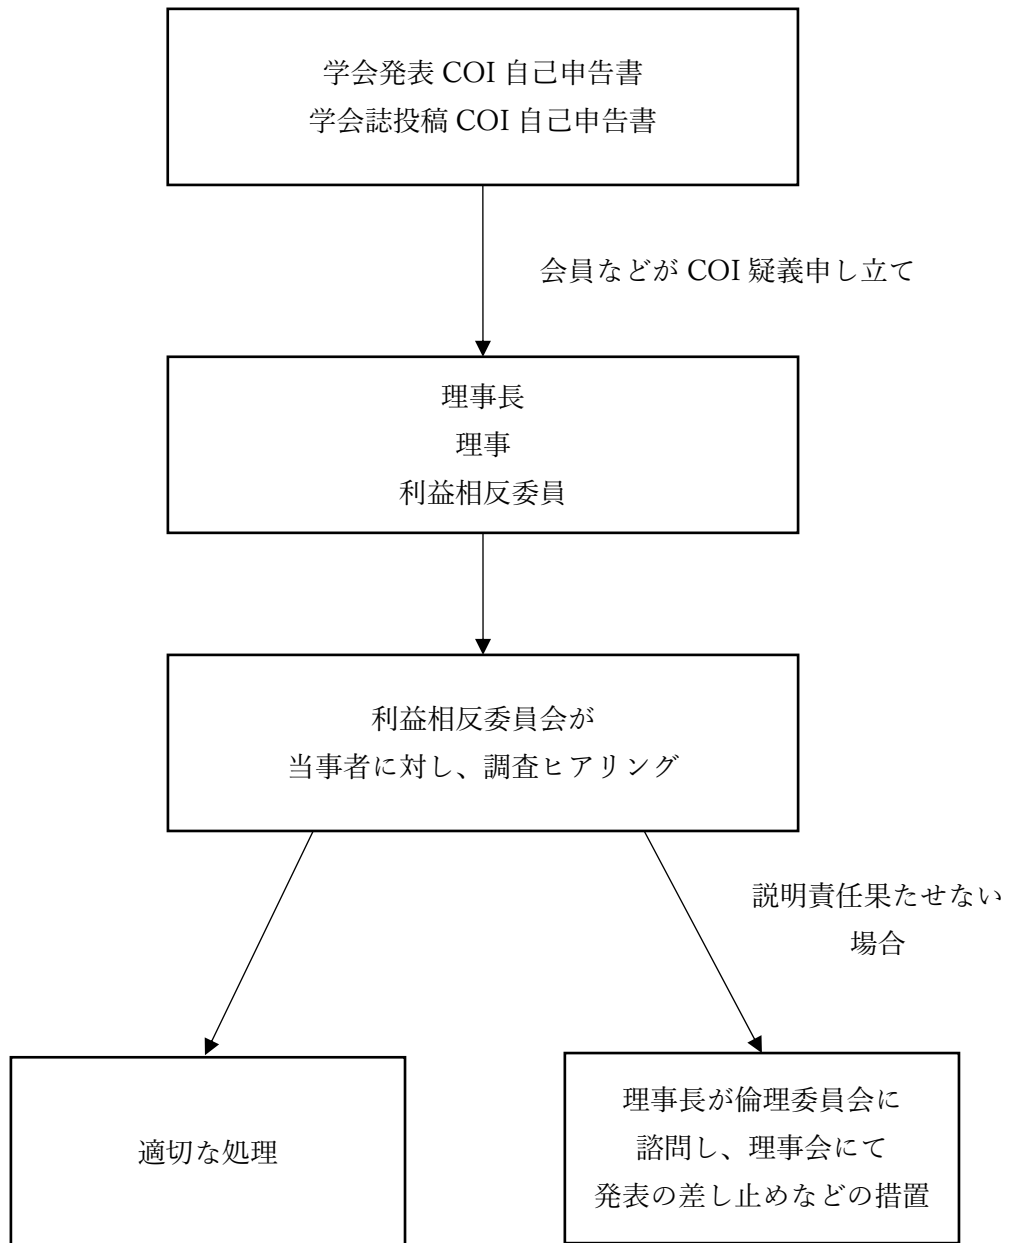 学会発表 COI 自己申告書
学会誌投稿 COI 自己申告書
会員などが COI 疑義申し立て
理事長
理事
利益相反委員
利益相反委員会が
当事者に対し、調査ヒアリング
説明責任果たせない
場合
適切な処理
理事長が倫理委員会に
諮問し、理事会にて
発表の差し止めなどの措置